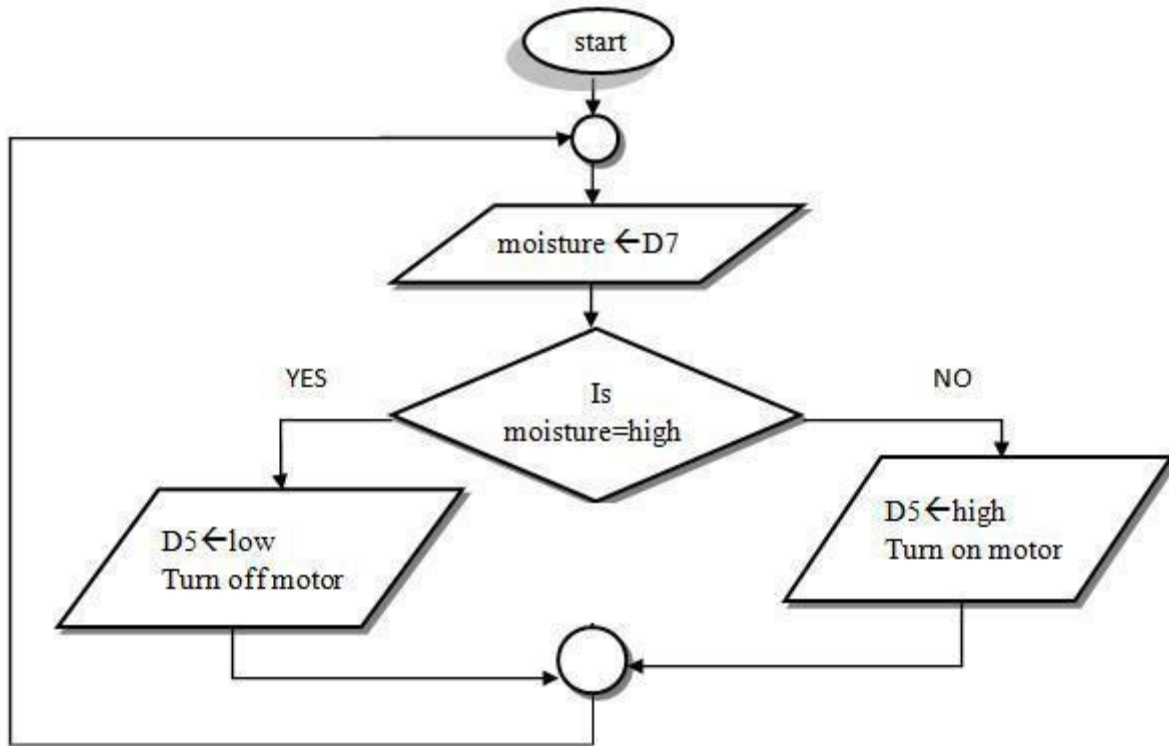 start
moisture ←D7
Is
moisture=high
YES
NO
D5←low
Turn off motor
D5←high
Turn on motor